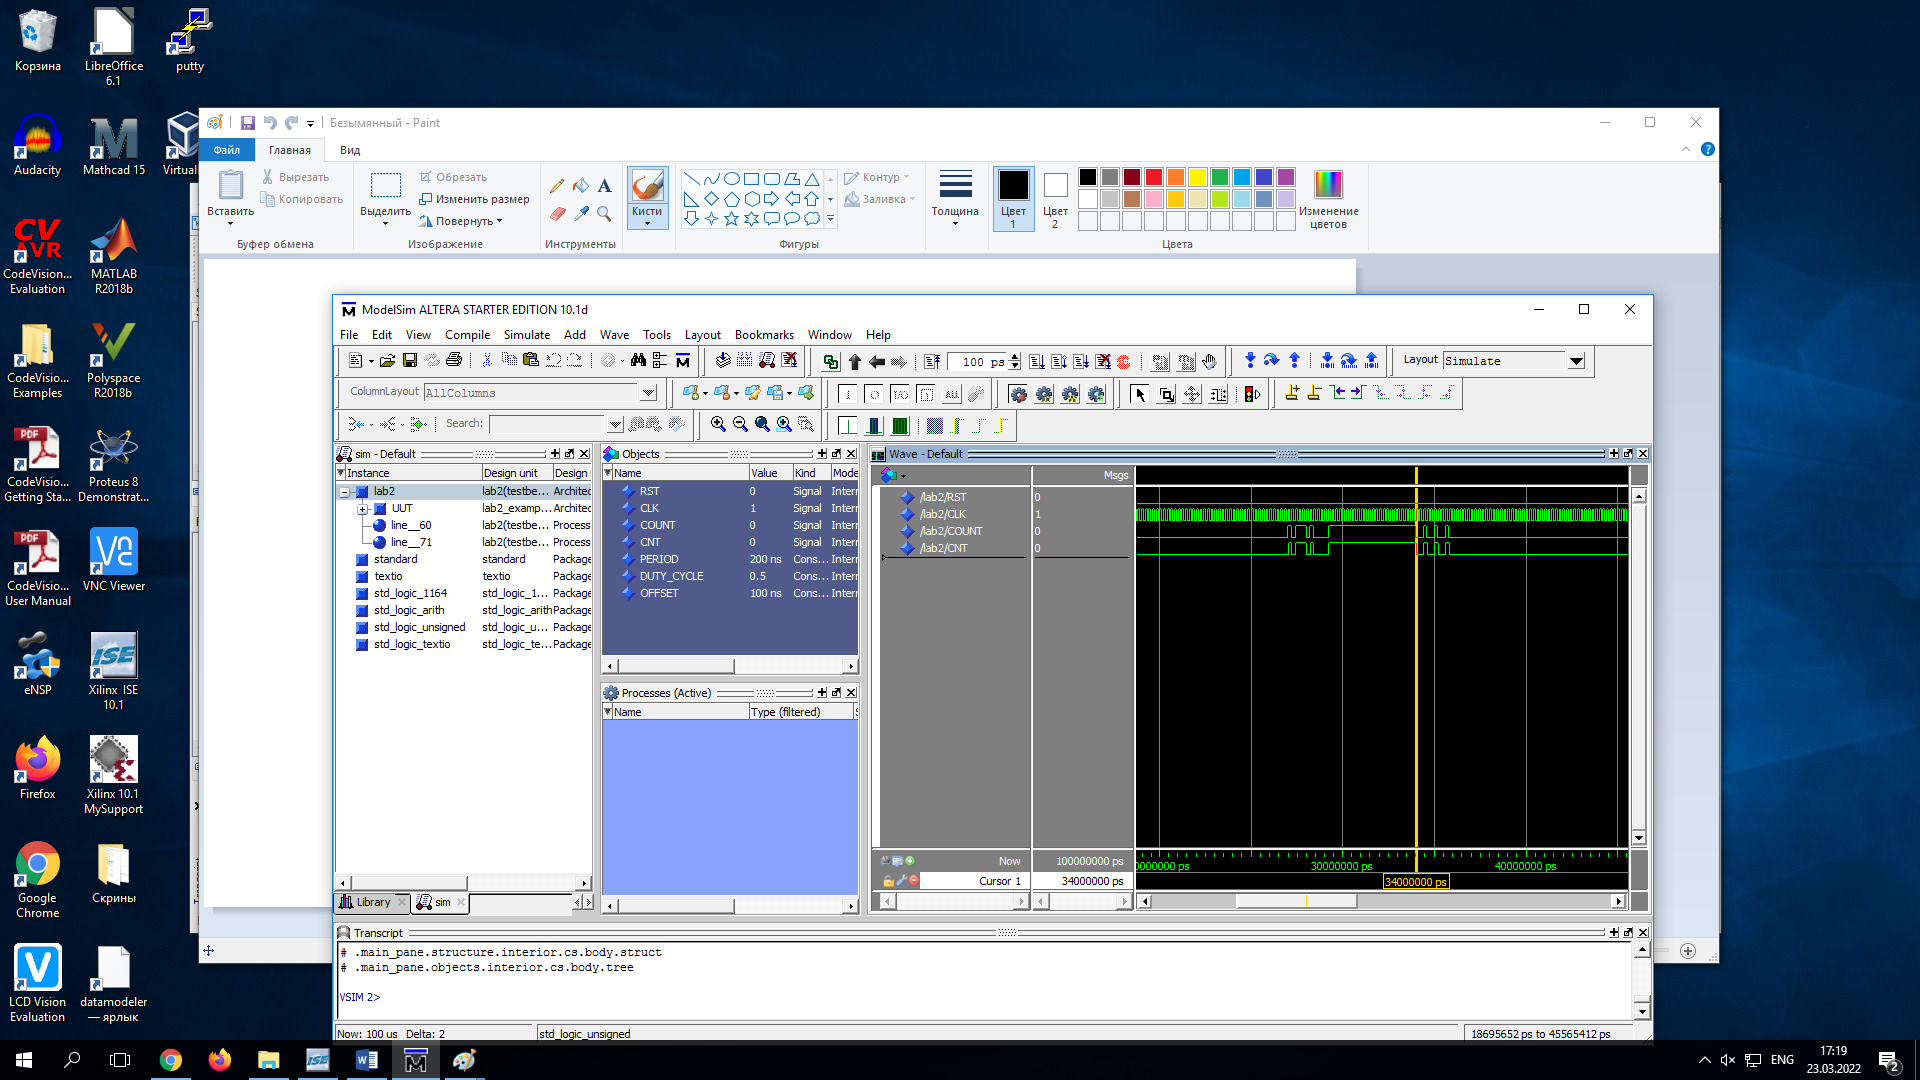 Корзина
LibreOffice 6.1
putty
Audacity
Mathcad 15
Virtual
CodeVision... Evaluation
MATLAB R2018b
CodeVision... Examples
Polyspace R2018b
CodeVision... Getting Sta...
Proteus 8 Demonstrat...
CodeVision... User Manual
VNC Viewer
eNSP
Xilinx ISE 10.1
Firefox
Xilinx 10.1 MySupport
Google Chrome
Скрины
LCD Vision Evaluation
datamodeler — ярлык
Безымянный - Paint
Файл Главная Вид
Вставить
Вырезать
Копировать
Буфер обмена
Выделить
Обрезать
Изменить размер
Повернуть
Изображение
Инструменты
Кисти
Фигуры
Контур
Заливка
Толщина
Цвет 1
Цвет 2
Изменение цветов
Цвета
ModelSim ALTERA STARTER EDITION 10.1d
File Edit View Compile Simulate Add Wave Tools Layout Bookmarks Window Help
100 ps
Layout Simulate
ColumnLayout AllColumns
Search:
sim - Default
Instance Design unit Design
lab2 lab2(testbe... Architec
UUT lab2_examp... Architec
line__60 lab2(testbe... Process
line__71 lab2(testbe... Process
standard standard Package
textio textio Package
std_logic_1164 std_logic_1... Package
std_logic_arith std_logic_arith Package
std_logic_unsigned std_logic_u... Package
std_logic_textio std_logic_te... Package
Library sim
Objects
Name Value Kind Mode
RST 0 Signal Intern
CLK 1 Signal Intern
COUNT 0 Signal Intern
CNT 0 Signal Intern
PERIOD 200 ns Cons... Intern
DUTY_CYCLE 0.5 Cons... Intern
OFFSET 100 ns Cons... Intern
Processes (Active)
Name Type (filtered) S
Wave - Default
Msgs
/lab2/RST 0
/lab2/CLK 1
/lab2/COUNT 0
/lab2/CNT 0
Now 100000000 ps
Cursor 1 34000000 ps
0000000 ps 30000000 ps 40000000 ps
34000000 ps
Transcript
# .main_pane.structure.interior.cs.body.struct
# .main_pane.objects.interior.cs.body.tree
VSIM 2>
Now: 100 us Delta: 2
std_logic_unsigned
18695652 ps to 45565412 ps
ENG
17:19
23.03.2022
2